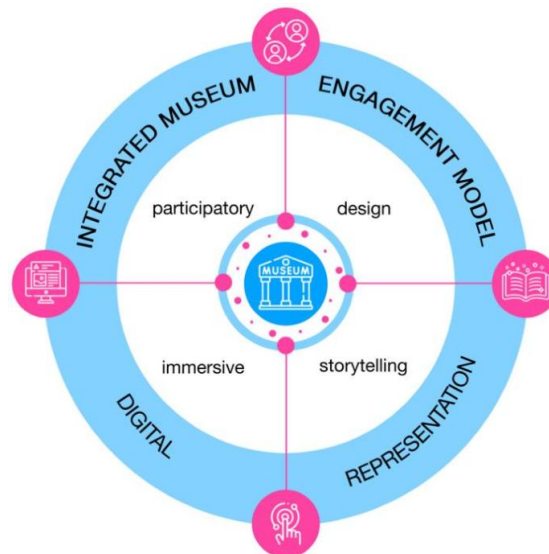 INTEGRATED MUSEUM
ENGAGEMENT MODEL
participatory
design
MUSEUM
immersive
storytelling
DIGITAL
REPRESENTATION